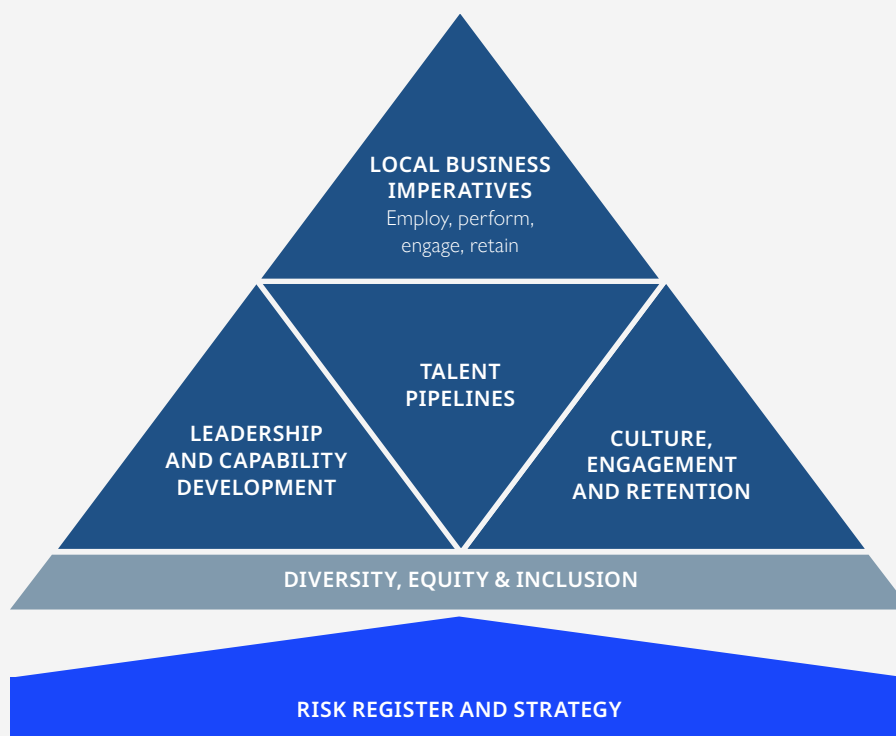 LOCAL BUSINESS
IMPERATIVES
Employ, perform,
engage, retain
TALENT
PIPELINES
LEADERSHIP
AND CAPABILITY
DEVELOPMENT
CULTURE,
ENGAGEMENT
AND RETENTION
DIVERSITY, EQUITY & INCLUSION
RISK REGISTER AND STRATEGY